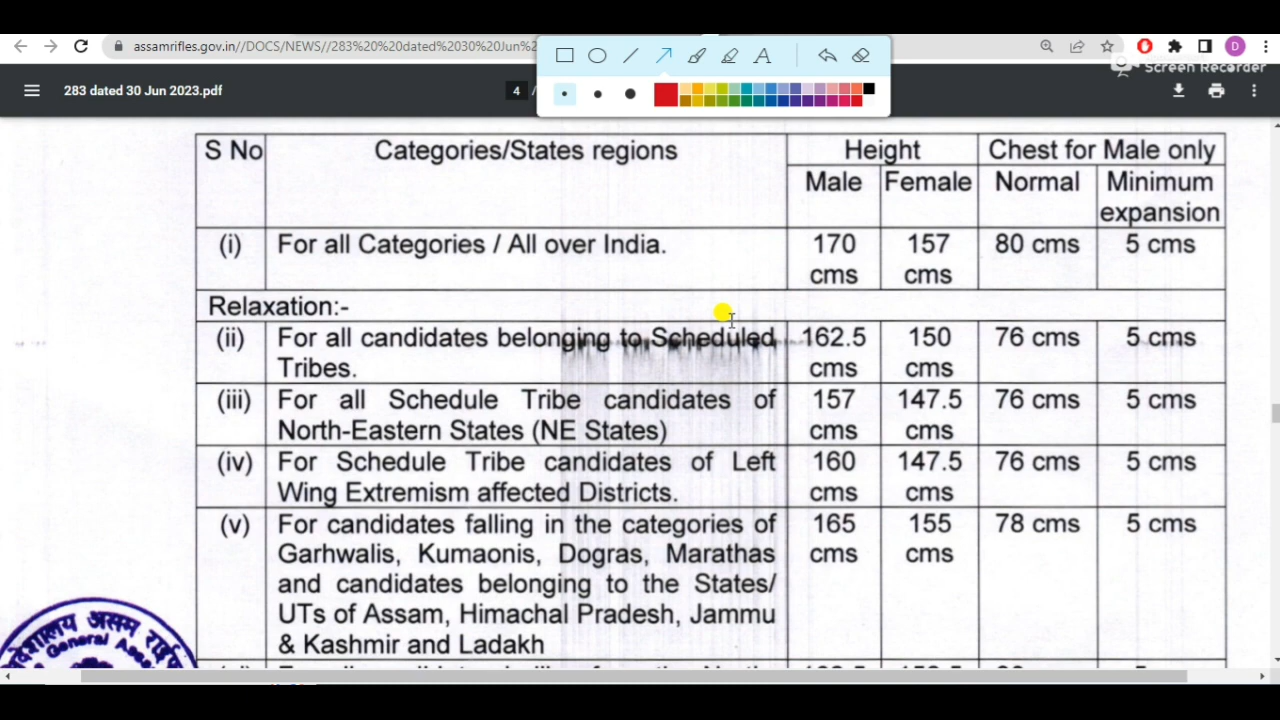 assamrifles.gov.in//DOCS/NEWS//283%20%20dated%2030%20Jun%2
D
Screen Recorder
283 dated 30 Jun 2023.pdf
4 /
A
S No Categories/States regions Height Chest for Male only
Male Female Normal Minimum
expansion
(i) For all Categories / All over India. 170 157 80 cms 5 cms
cms cms
Relaxation:-
(ii) For all candidates belonging to Scheduled 162.5 150 76 cms 5 cms
Tribes. cms cms
(iii) For all Schedule Tribe candidates of 157 147.5 76 cms 5 cms
North-Eastern States (NE States) cms cms
(iv) For Schedule Tribe candidates of Left 160 147.5 76 cms 5 cms
Wing Extremism affected Districts. cms cms
(v) For candidates falling in the categories of 165 155 78 cms 5 cms
Garhwalis, Kumaonis, Dogras, Marathas cms cms
and candidates belonging to the States/
UTs of Assam, Himachal Pradesh, Jammu
& Kashmir and Ladakh
असम
General